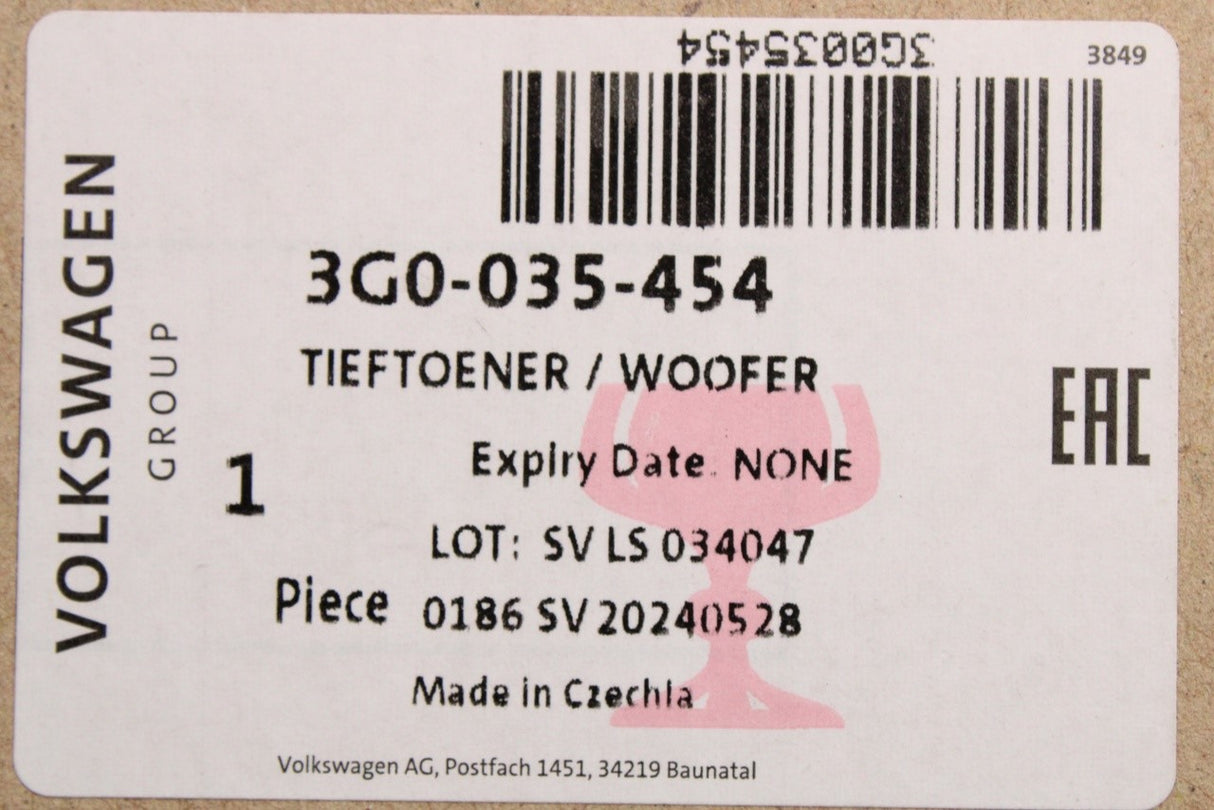 3G0035454
3849
VOLKSWAGEN
GROUP
3G0-035-454
TIEFTOENER / WOOFER
EAC
Expiry Date: NONE
1
LOT: SV LS 034047
Piece 0186 SV 20240528
Made in Czechia
Volkswagen AG, Postfach 1451, 34219 Baunatal